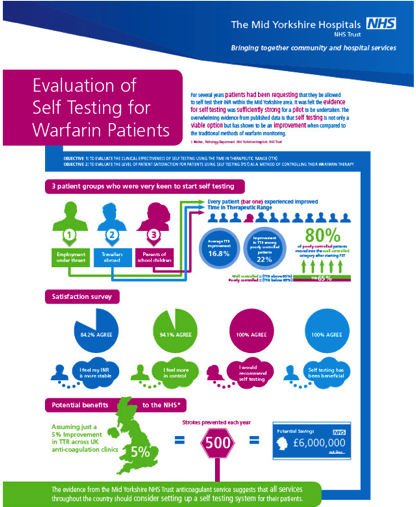 The Mid Yorkshire Hospitals NHS
NHS Trust
Bringing together community and hospital services
Evaluation of
Self Testing for
Warfarin Patients
For several years patients had been requesting that they be allowed
to self test their INR within the Mid Yorkshire area. It was felt the evidence
for self testing was sufficiently strong for a pilot to be undertaken. The
overwhelming evidence from published data is that self testing is not only a
viable option but has shown to be an improvement when compared to
the traditional methods of warfarin monitoring.
OBJECTIVE 1: TO EVALUATE THE CLINICAL EFFECTIVENESS OF SELF TESTING USING THE TIME IN THERAPEUTIC RANGE (TTR)
OBJECTIVE 2: TO EVALUATE THE LEVEL OF PATIENT SATISFACTION FOR PATIENTS USING SELF TESTING AS A METHOD OF CONTROLLING THEIR WARFARIN THERAPY
3 patient groups who were very keen to start self testing
Every patient (bar one) experienced improved
Time in Therapeutic Range
1
2
3
Employment
under threat
Travellers
abroad
Parents of
school children
Average TTR
improvement
16.8%
Improvement
in TTR among
poorly controlled
patients
22%
80%
of poorly controlled patients
moved into the well controlled
category after starting PST
Satisfaction survey
84.2% AGREE
94.1% AGREE
100% AGREE
100% AGREE
I feel my INR
is more stable
I feel more
in control
I would
recommend
self testing
Self testing has
been beneficial
Potential benefits to the NHS*
Assuming just a
5% improvement
in TTR across UK
anti-coagulation clinics
5%
=
Strokes prevented each year
500
=
Potential Savings NHS
£6,000,000
The evidence from the Mid Yorkshire NHS Trust anticoagulant service suggests that all services
throughout the country should consider setting up a self testing system for their patients.